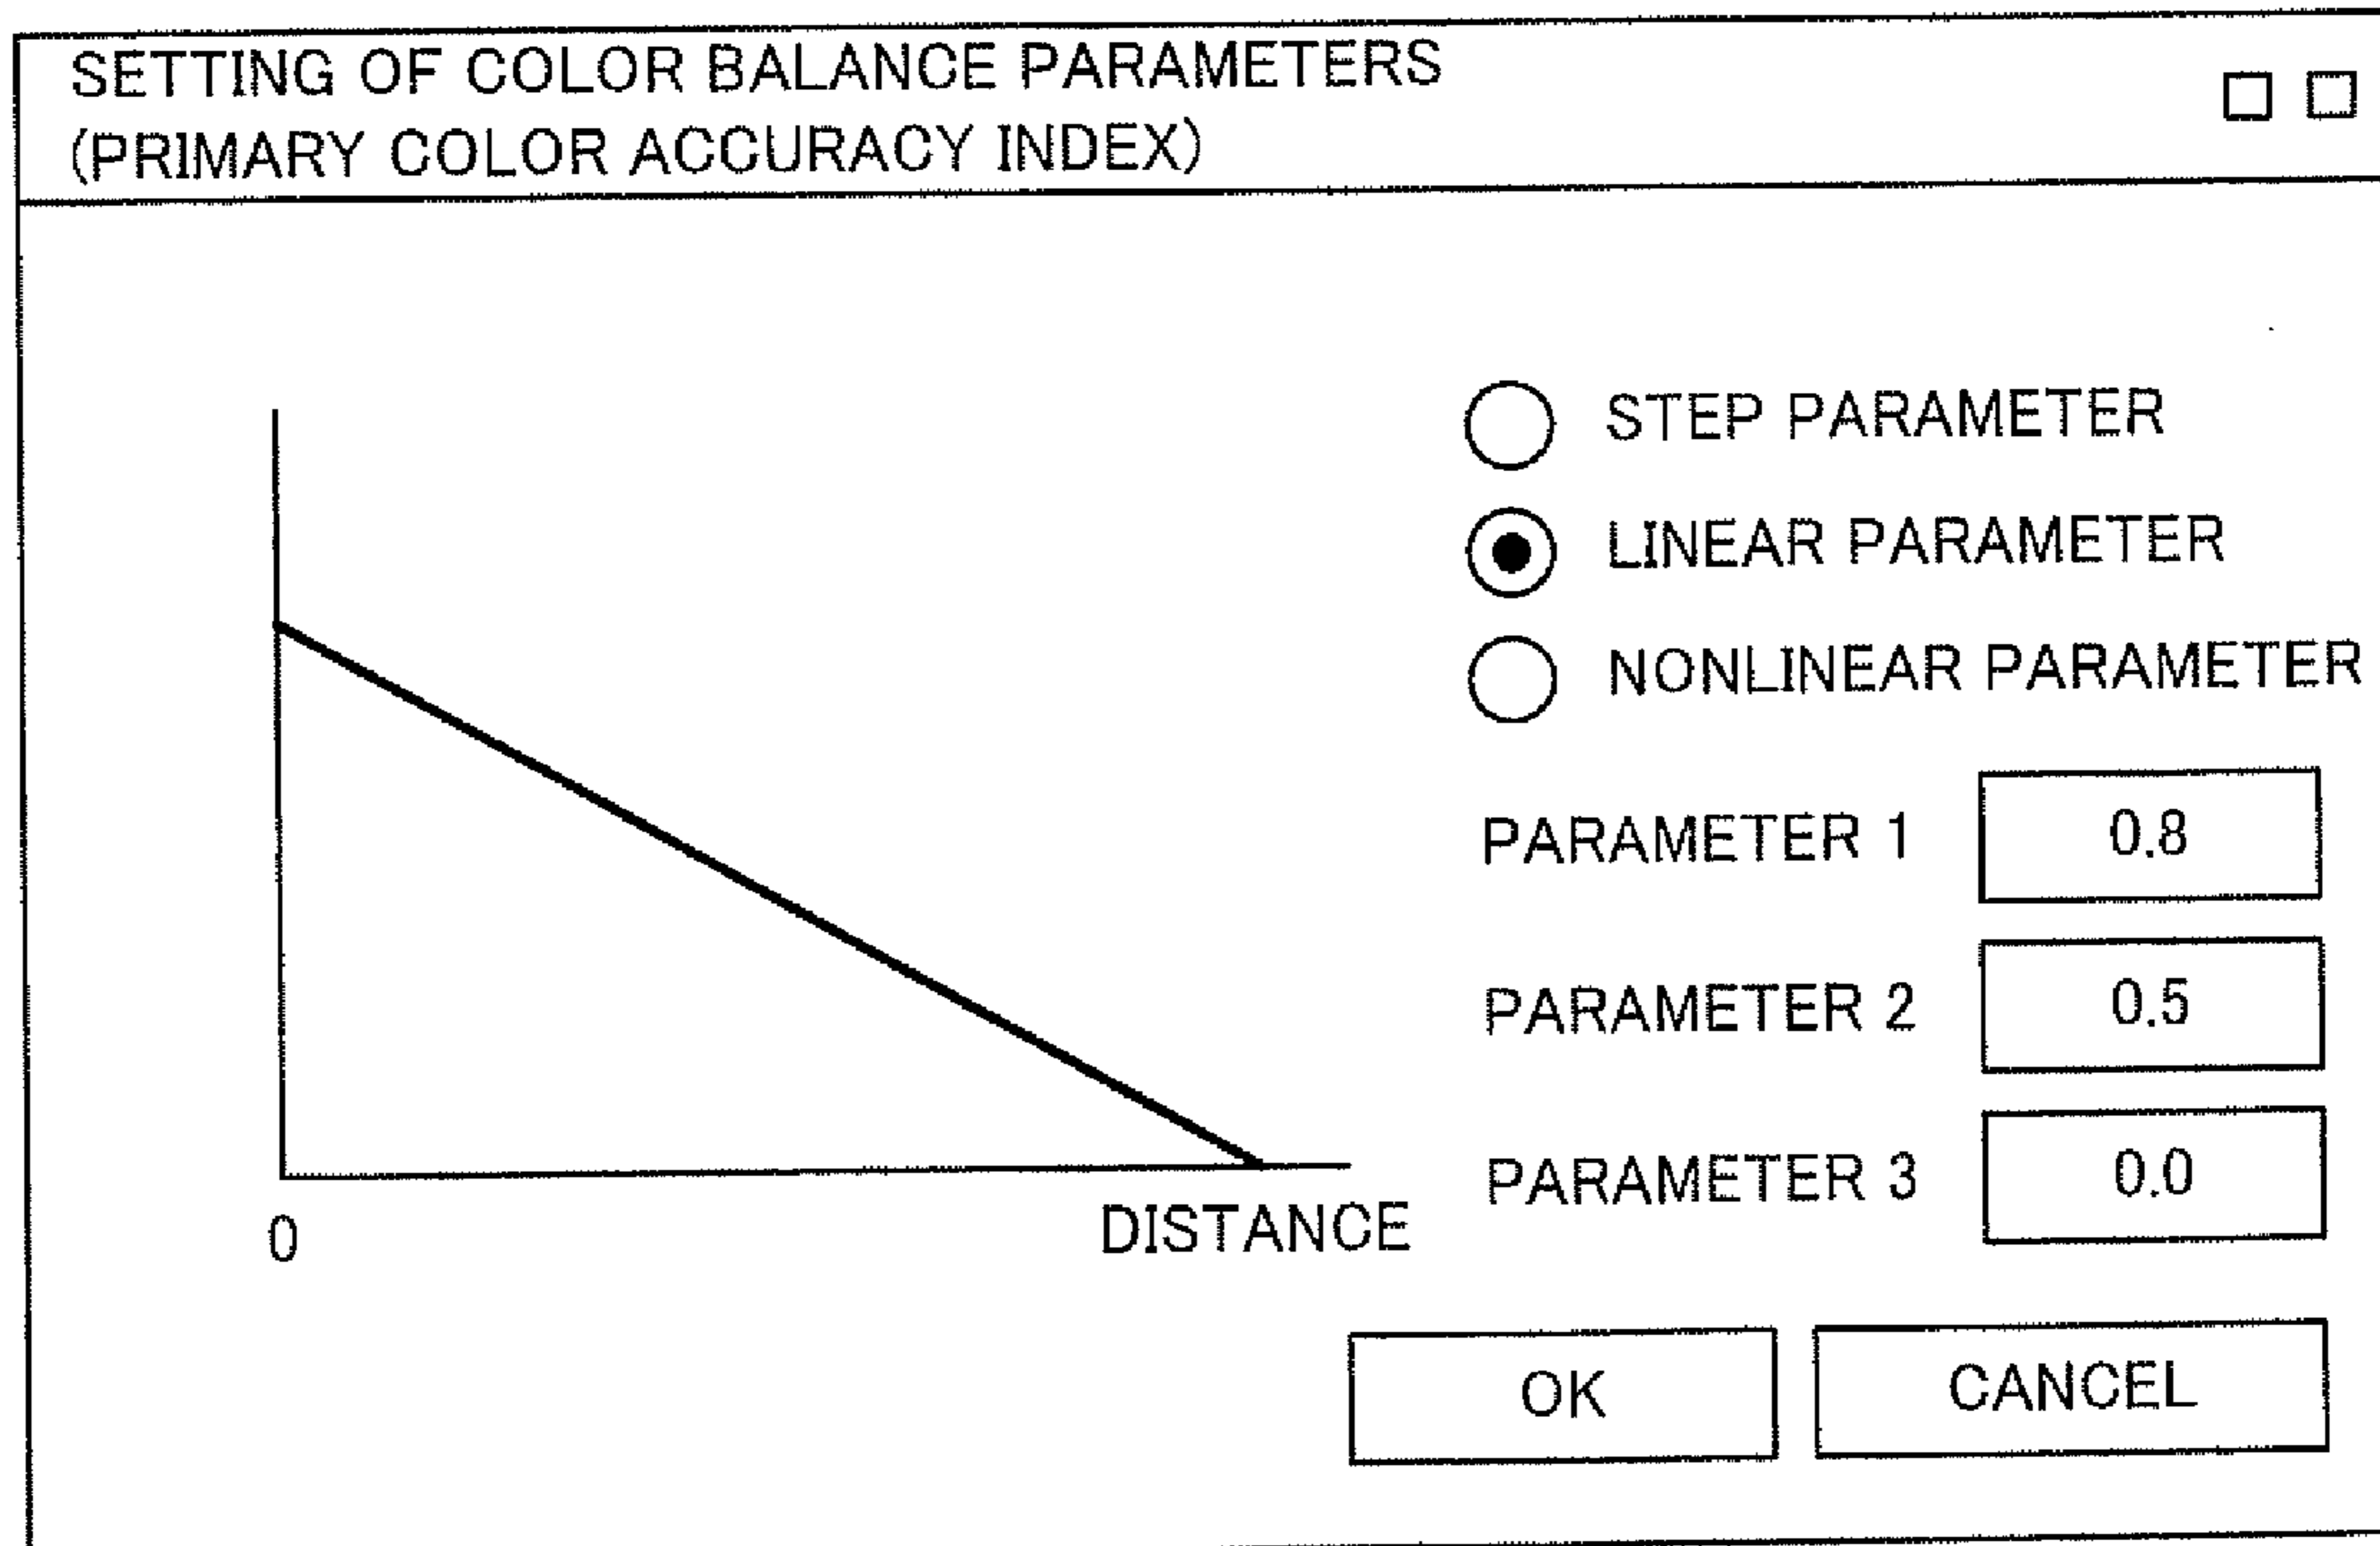 SETTING OF COLOR BALANCE PARAMETERS
(PRIMARY COLOR ACCURACY INDEX)
STEP PARAMETER
LINEAR PARAMETER
NONLINEAR PARAMETER
PARAMETER 1 0.8
PARAMETER 2 0.5
PARAMETER 3 0.0
0 DISTANCE
OK CANCEL